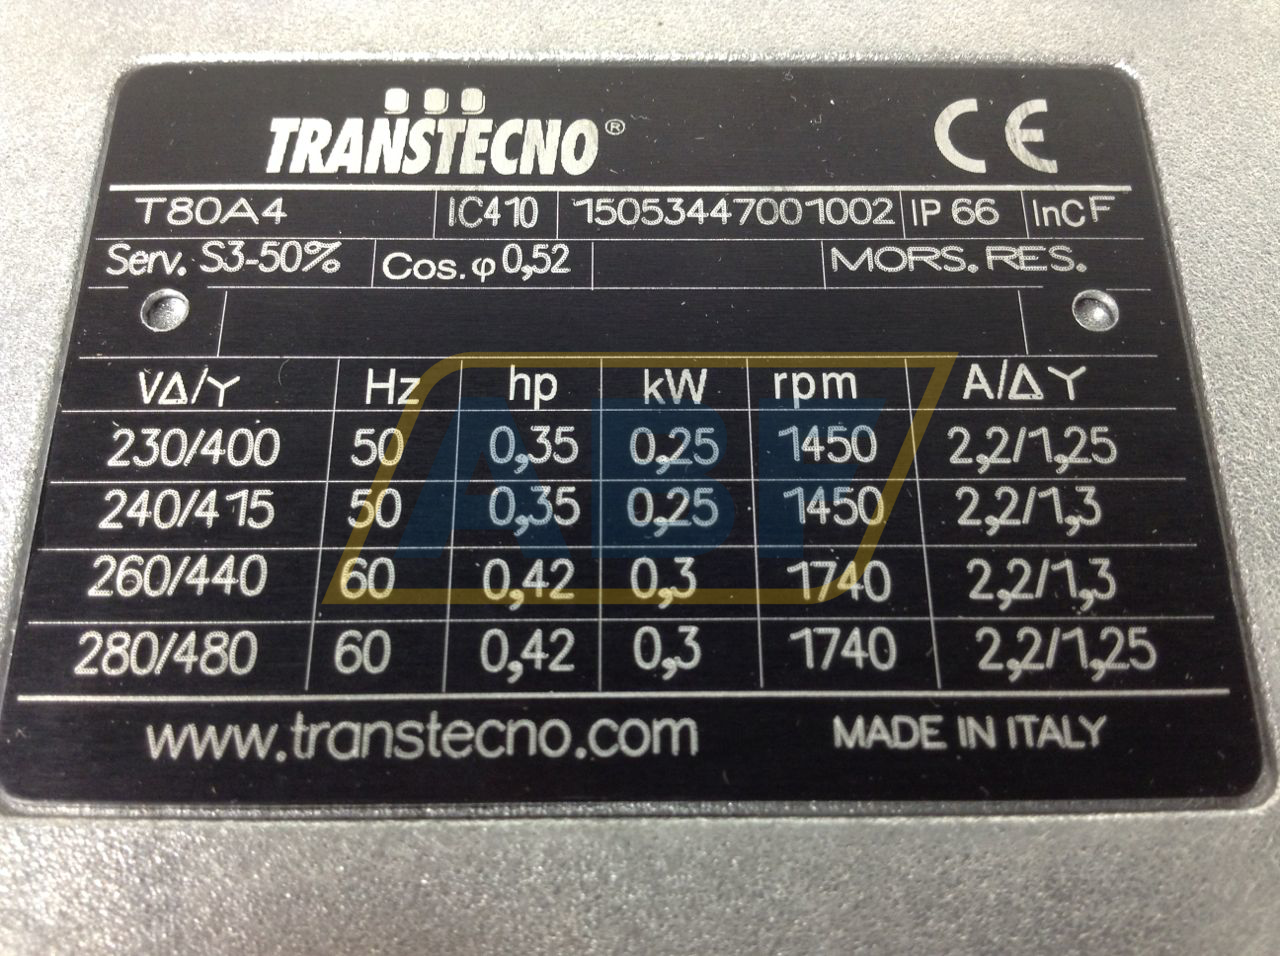 TRANSTECNO® CE
T80A4 IC410 15053447001002 IP 66 InCF
Serv. S3-50% Cos. φ 0,52 MORS. RES.
VΔ/Y Hz hp kW rpm A/Δ Y
230/400 50 0,35 0,25 1450 2,2/1,25
240/415 50 0,35 0,25 1450 2,2/1,3
260/440 60 0,42 0,3 1740 2,2/1,3
280/480 60 0,42 0,3 1740 2,2/1,25
www.transtecno.com MADE IN ITALY
ABF